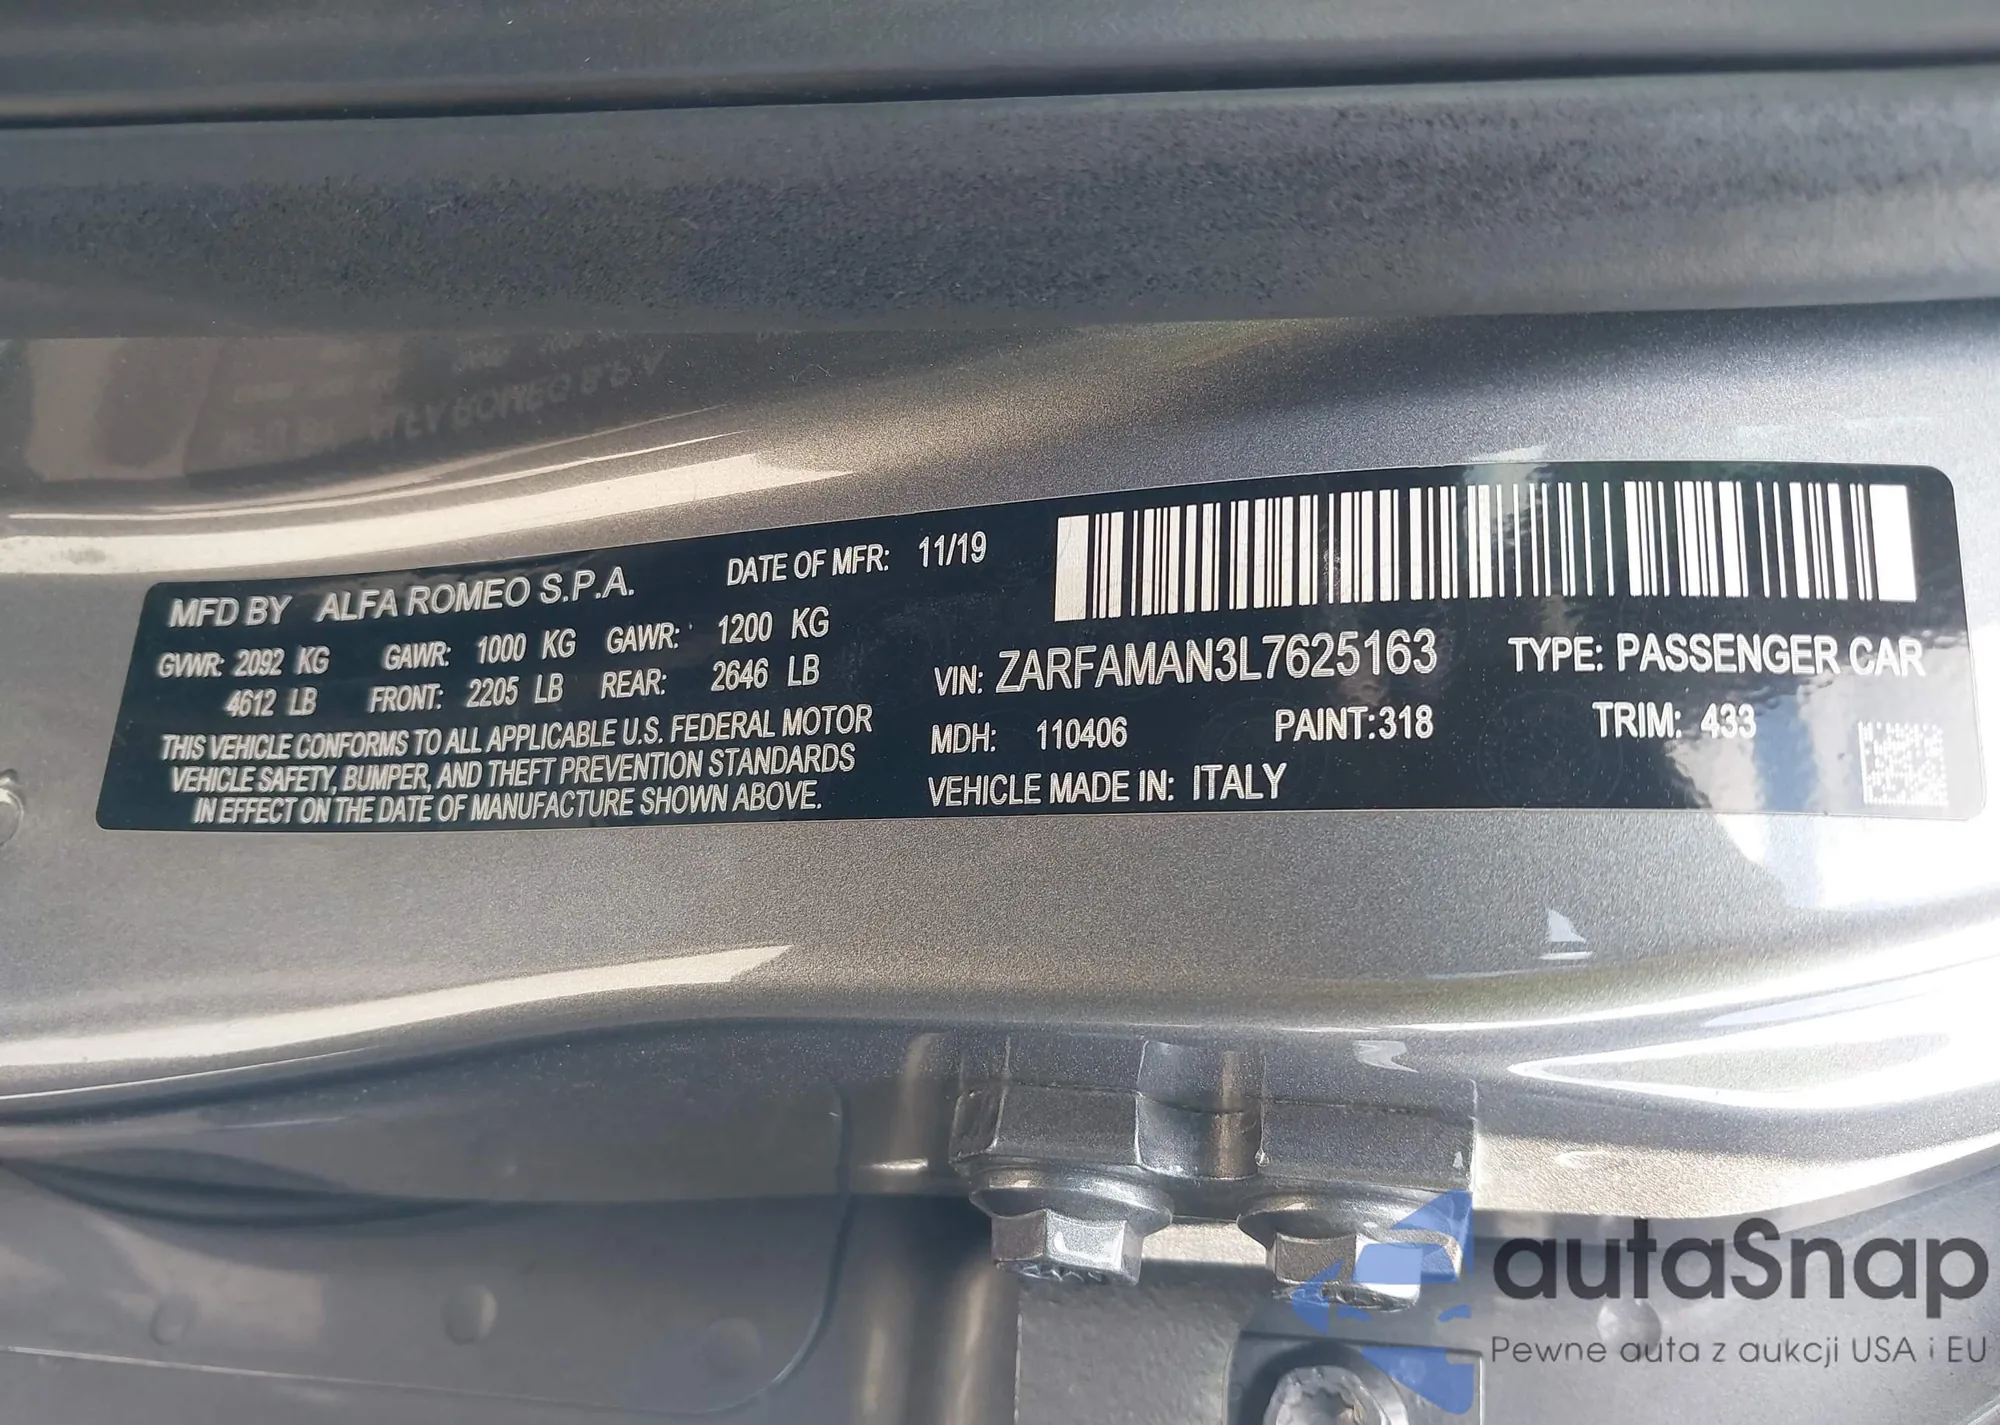 MFD BY ALFA ROMEO S.P.A. DATE OF MFR: 11/19
GVWR: 2092 KG GAWR: 1000 KG GAWR: 1200 KG
4612 LB FRONT: 2205 LB REAR: 2646 LB
THIS VEHICLE CONFORMS TO ALL APPLICABLE U.S. FEDERAL MOTOR
VEHICLE SAFETY, BUMPER, AND THEFT PREVENTION STANDARDS
IN EFFECT ON THE DATE OF MANUFACTURE SHOWN ABOVE.
VIN: ZARFAMAN3L7625163 TYPE: PASSENGER CAR
MDH: 110406 PAINT:318 TRIM: 433
VEHICLE MADE IN: ITALY
autaSnap
Pewne auta z aukcji USA i EU